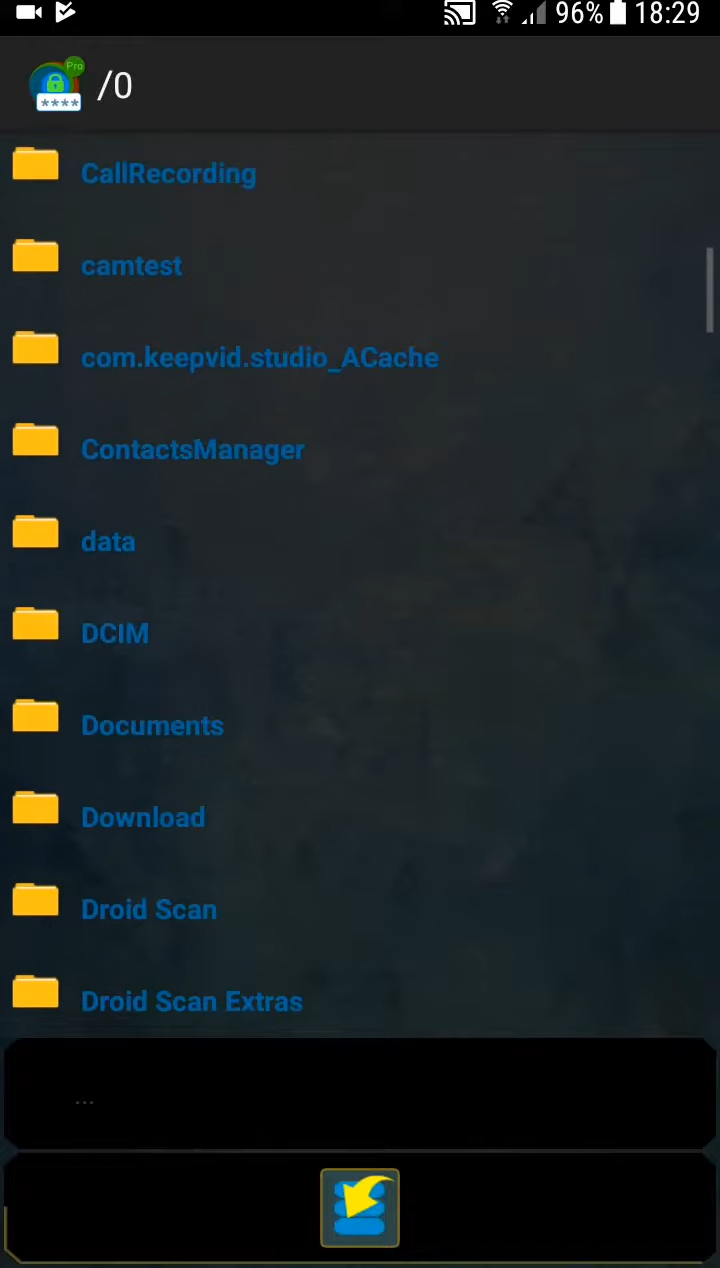 96% 18:29
Pro
****
/0
CallRecording
camtest
com.keepvid.studio_ACache
ContactsManager
data
DCIM
Documents
Download
Droid Scan
Droid Scan Extras
...